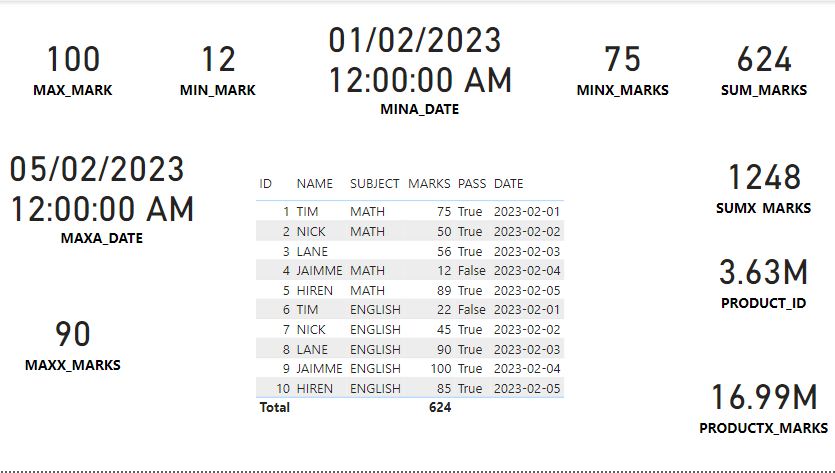 100
MAX_MARK
12
MIN_MARK
01/02/2023
12:00:00 AM
MINA_DATE
75
MINX_MARKS
624
SUM_MARKS
05/02/2023
12:00:00 AM
MAXA_DATE
ID NAME SUBJECT MARKS PASS DATE
1 TIM MATH 75 True 2023-02-01
2 NICK MATH 50 True 2023-02-02
3 LANE 56 True 2023-02-03
4 JAIMME MATH 12 False 2023-02-04
5 HIREN MATH 89 True 2023-02-05
6 TIM ENGLISH 22 False 2023-02-01
7 NICK ENGLISH 45 True 2023-02-02
8 LANE ENGLISH 90 True 2023-02-03
9 JAIMME ENGLISH 100 True 2023-02-04
10 HIREN ENGLISH 85 True 2023-02-05
Total 624
1248
SUMX MARKS
3.63M
PRODUCT_ID
90
MAXX_MARKS
16.99M
PRODUCTX_MARKS